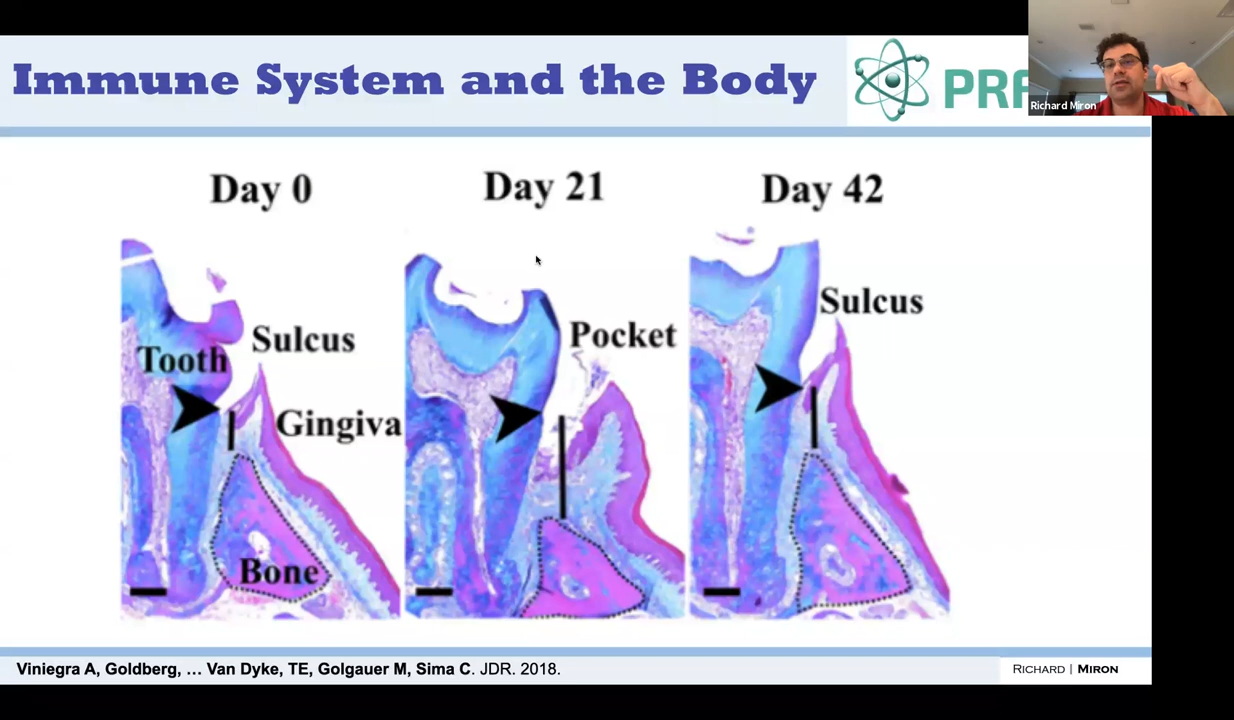 Immune System and the Body
PRF
Richard Miron
Day 0
Day 21
Day 42
Sulcus
Tooth
Gingiva
Bone
Pocket
Sulcus
Viniegra A, Goldberg, ... Van Dyke, TE, Golgauer M, Sima C. JDR. 2018.
RICHARD | MIRON